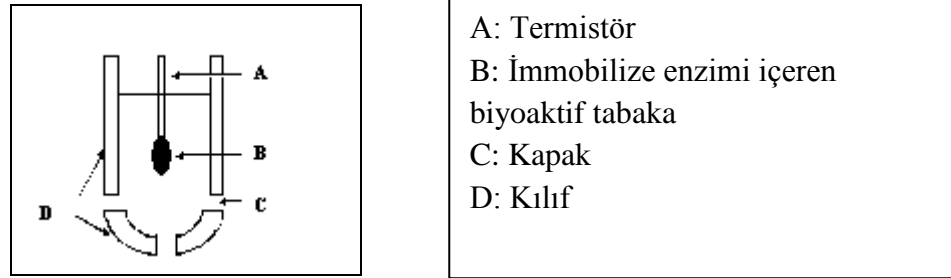 A
B
C
D
A: Termistör
B: İmmobilize enzimi içeren
biyoaktif tabaka
C: Kapak
D: Kılıf